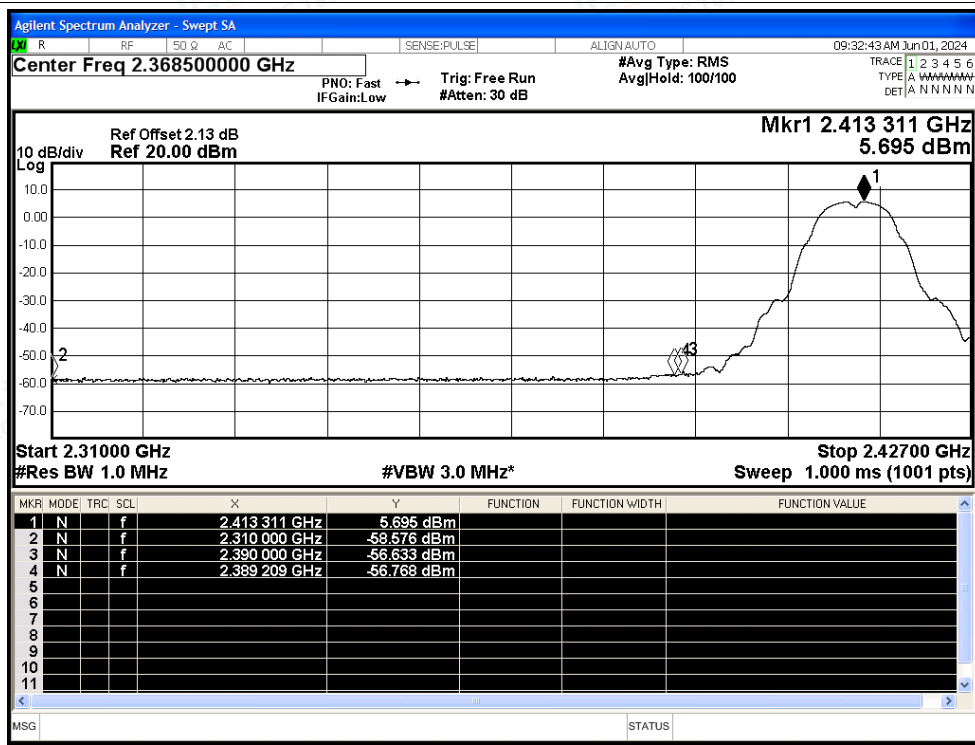 Agilent Spectrum Analyzer - Swept SA
LXI R RF 50 Ω AC SENSE:PULSE ALIGN AUTO 09:32:43 AM Jun 01, 2024
Center Freq 2.368500000 GHz
PNO: Fast
IFGain:Low
Trig: Free Run
#Atten: 30 dB
#Avg Type: RMS
Avg|Hold: 100/100
TRACE 1 2 3 4 5 6
TYPE A WWWWW
DET A N N N N N
Mkr1 2.413 311 GHz
5.695 dBm
Ref Offset 2.13 dB
10 dB/div Ref 20.00 dBm
Log
10.0
0.00
-10.0
-20.0
-30.0
-40.0
-50.0
-60.0
-70.0
1
2
43
Start 2.31000 GHz Stop 2.42700 GHz
#Res BW 1.0 MHz #VBW 3.0 MHz* Sweep 1.000 ms (1001 pts)
MKR MODE TRC SCL X Y FUNCTION FUNCTION WIDTH FUNCTION VALUE
1 N f 2.413 311 GHz 5.695 dBm
2 N f 2.310 000 GHz -58.576 dBm
3 N f 2.390 000 GHz -56.633 dBm
4 N f 2.389 209 GHz -56.768 dBm
5
6
7
8
9
10
11
MSG STATUS